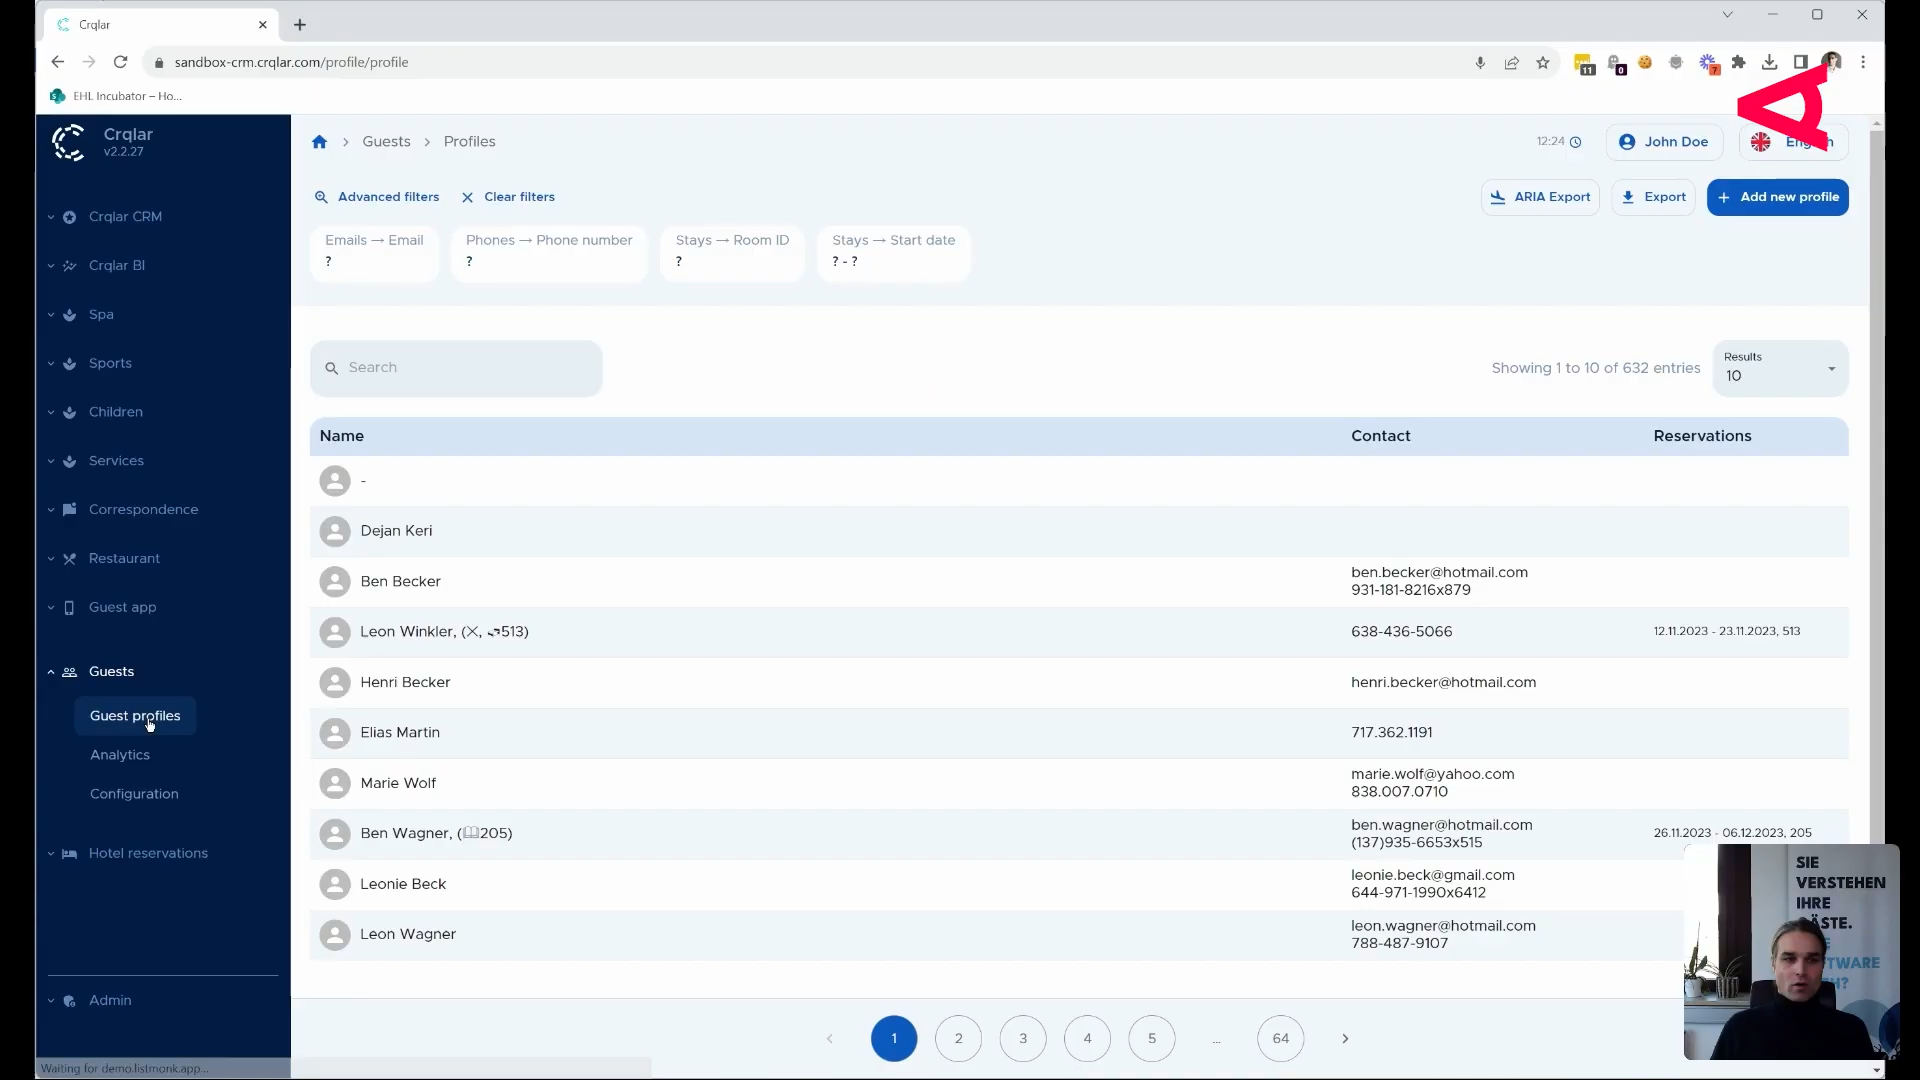 Crqlar
sandbox-crm.crqlar.com/profile/profile
11
0
7
EHL Incubator – Ho...
Crqlar
v2.2.27
Guests
Profiles
12:24
John Doe
Advanced filters
Clear filters
ARIA Export
Export
Add new profile
Emails → Email
?
Phones → Phone number
?
Stays → Room ID
?
Stays → Start date
? - ?
Crqlar CRM
Crqlar BI
Spa
Sports
Children
Services
Correspondence
Restaurant
Guest app
Guests
Guest profiles
Analytics
Configuration
Hotel reservations
Admin
Search
Showing 1 to 10 of 632 entries
Results
10
Name Contact Reservations
-
Dejan Keri
Ben Becker
ben.becker@hotmail.com
931-181-8216x879
Leon Winkler, (513)
638-436-5066
12.11.2023 - 23.11.2023, 513
Henri Becker
henri.becker@hotmail.com
Elias Martin
717.362.1191
Marie Wolf
marie.wolf@yahoo.com
838.007.0710
Ben Wagner, (205)
ben.wagner@hotmail.com
(137)935-6653x515
26.11.2023 - 06.12.2023, 205
Leonie Beck
leonie.beck@gmail.com
644-971-1990x6412
Leon Wagner
leon.wagner@hotmail.com
788-487-9107
1 2 3 4 5 ... 64
Waiting for demo.listmonk.app...
SIE
VERSTEHEN
IHRE